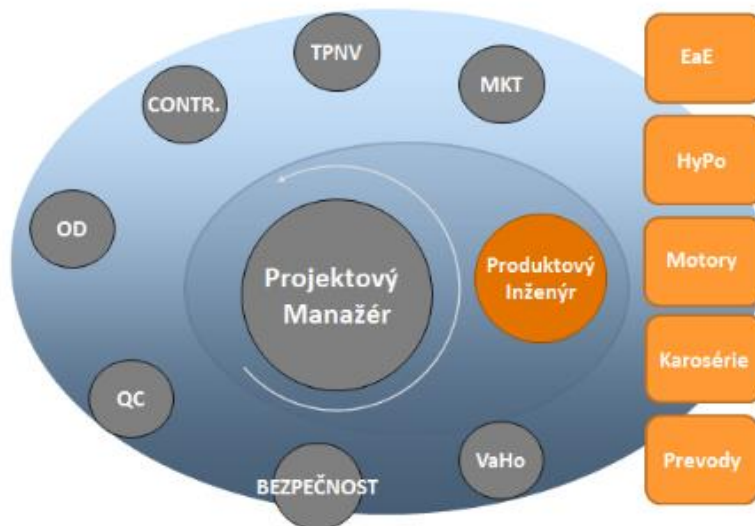 TPNV
MKT
CONTR.
OD
Projektový
Manažér
Produktový
Inženýr
QC
BEZPEČNOST
VaHo
EaE
HyPo
Motory
Karosérie
Prevody